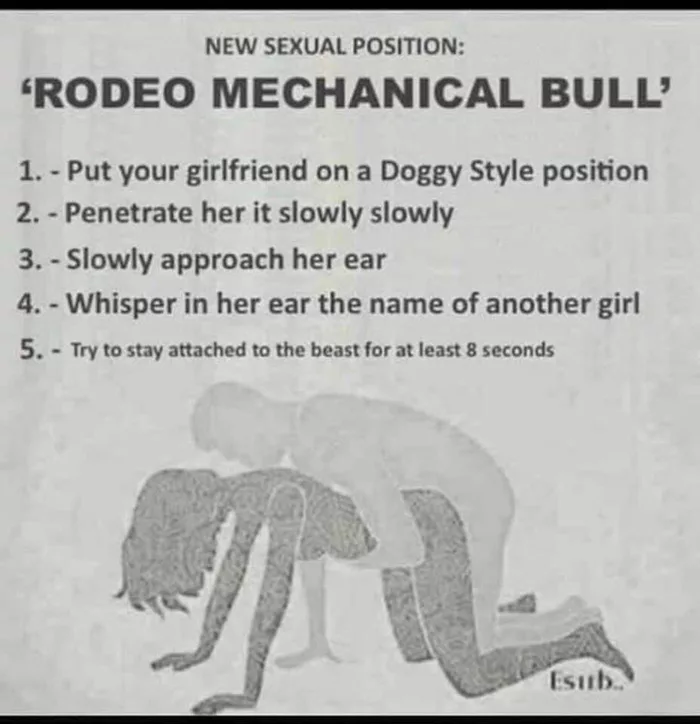 NEW SEXUAL POSITION:
‘RODEO MECHANICAL BULL’
1. - Put your girlfriend on a Doggy Style position
2. - Penetrate her it slowly slowly
3. - Slowly approach her ear
4. - Whisper in her ear the name of another girl
5. - Try to stay attached to the beast for at least 8 seconds
Esub..